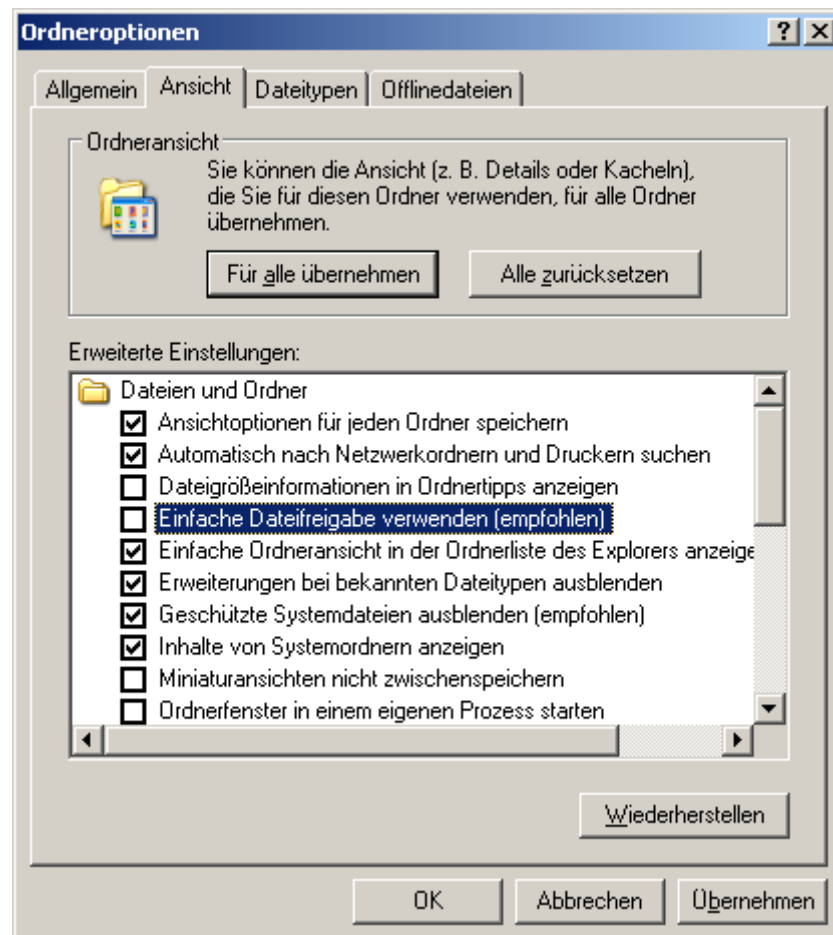 Ordneroptionen
Allgemein Ansicht Dateitypen Offlinedateien
Ordneransicht
Sie können die Ansicht (z. B. Details oder Kacheln),
die Sie für diesen Ordner verwenden, für alle Ordner
übernehmen.
Für alle übernehmen Alle zurücksetzen
Erweiterte Einstellungen:
Dateien und Ordner
Ansichtoptionen für jeden Ordner speichern
Automatisch nach Netzwerkordnern und Druckern suchen
Dateigrößeinformationen in Ordnertipps anzeigen
Einfache Dateifreigabe verwenden (empfohlen)
Einfache Ordneransicht in der Ordnerliste des Explorers anzeige
Erweiterungen bei bekannten Dateitypen ausblenden
Geschützte Systemdateien ausblenden (empfohlen)
Inhalte von Systemordnern anzeigen
Miniaturansichten nicht zwischenspeichern
Ordnerfenster in einem eigenen Prozess starten
Wiederherstellen
OK Abbrechen Übernehmen